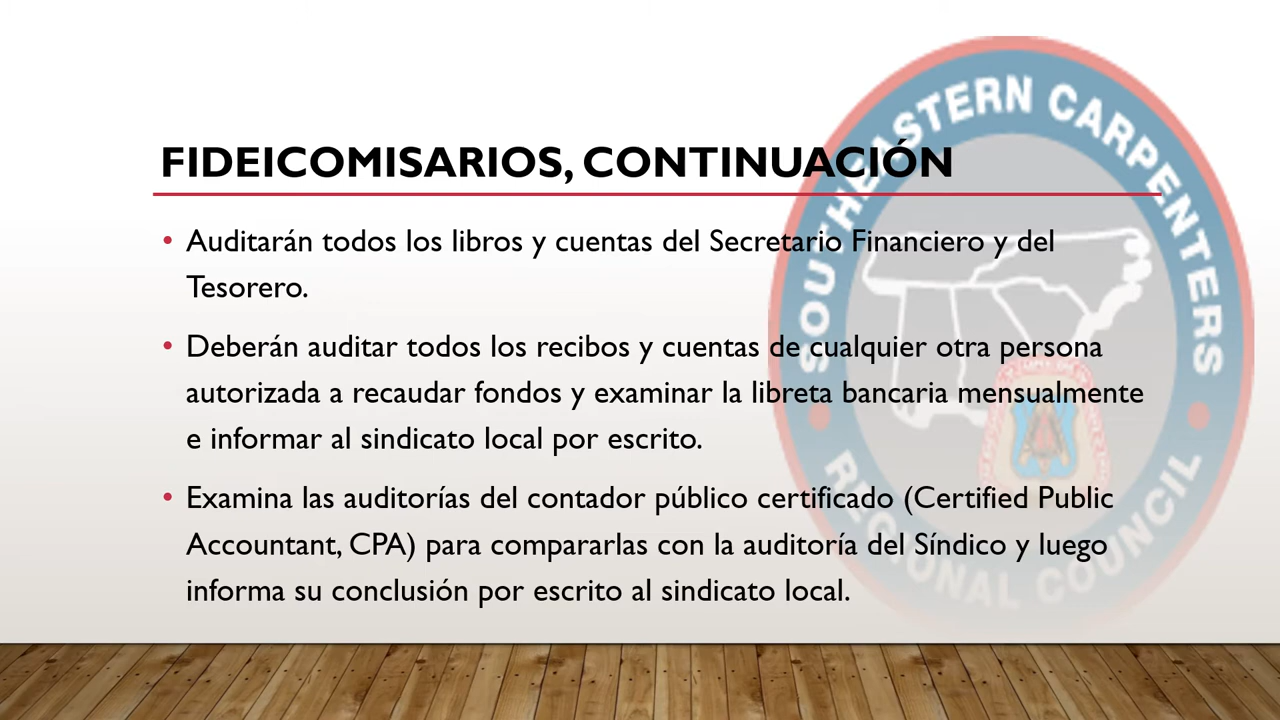 FIDEICOMISARIOS, CONTINUACIÓN
• Auditarán todos los libros y cuentas del Secretario Financiero y del
Tesorero.
• Deberán auditar todos los recibos y cuentas de cualquier otra persona
autorizada a recaudar fondos y examinar la libreta bancaria mensualmente
e informar al sindicato local por escrito.
• Examina las auditorías del contador público certificado (Certified Public
Accountant, CPA) para compararlas con la auditoría del Síndico y luego
informa su conclusión por escrito al sindicato local.
SOUTHEASTERN CARPENTERS
REGIONAL COUNCIL